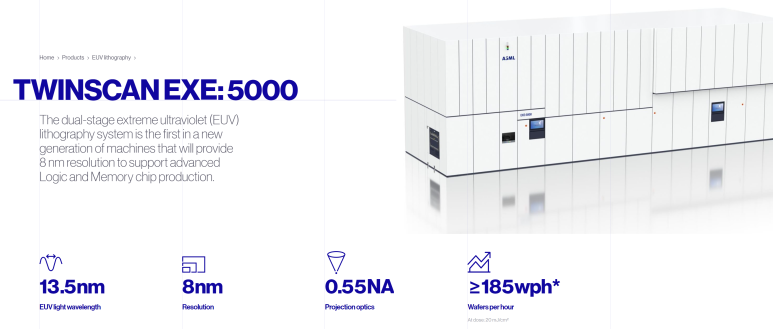 Home › Products › EUV lithography ›
TWINSCAN EXE: 5000
The dual-stage extreme ultraviolet (EUV)
lithography system is the first in a new
generation of machines that will provide
8 nm resolution to support advanced
Logic and Memory chip production.
ASML
13.5nm
EUV light wavelength
8nm
Resolution
0.55NA
Projection optics
≥185wph*
Wafers per hour